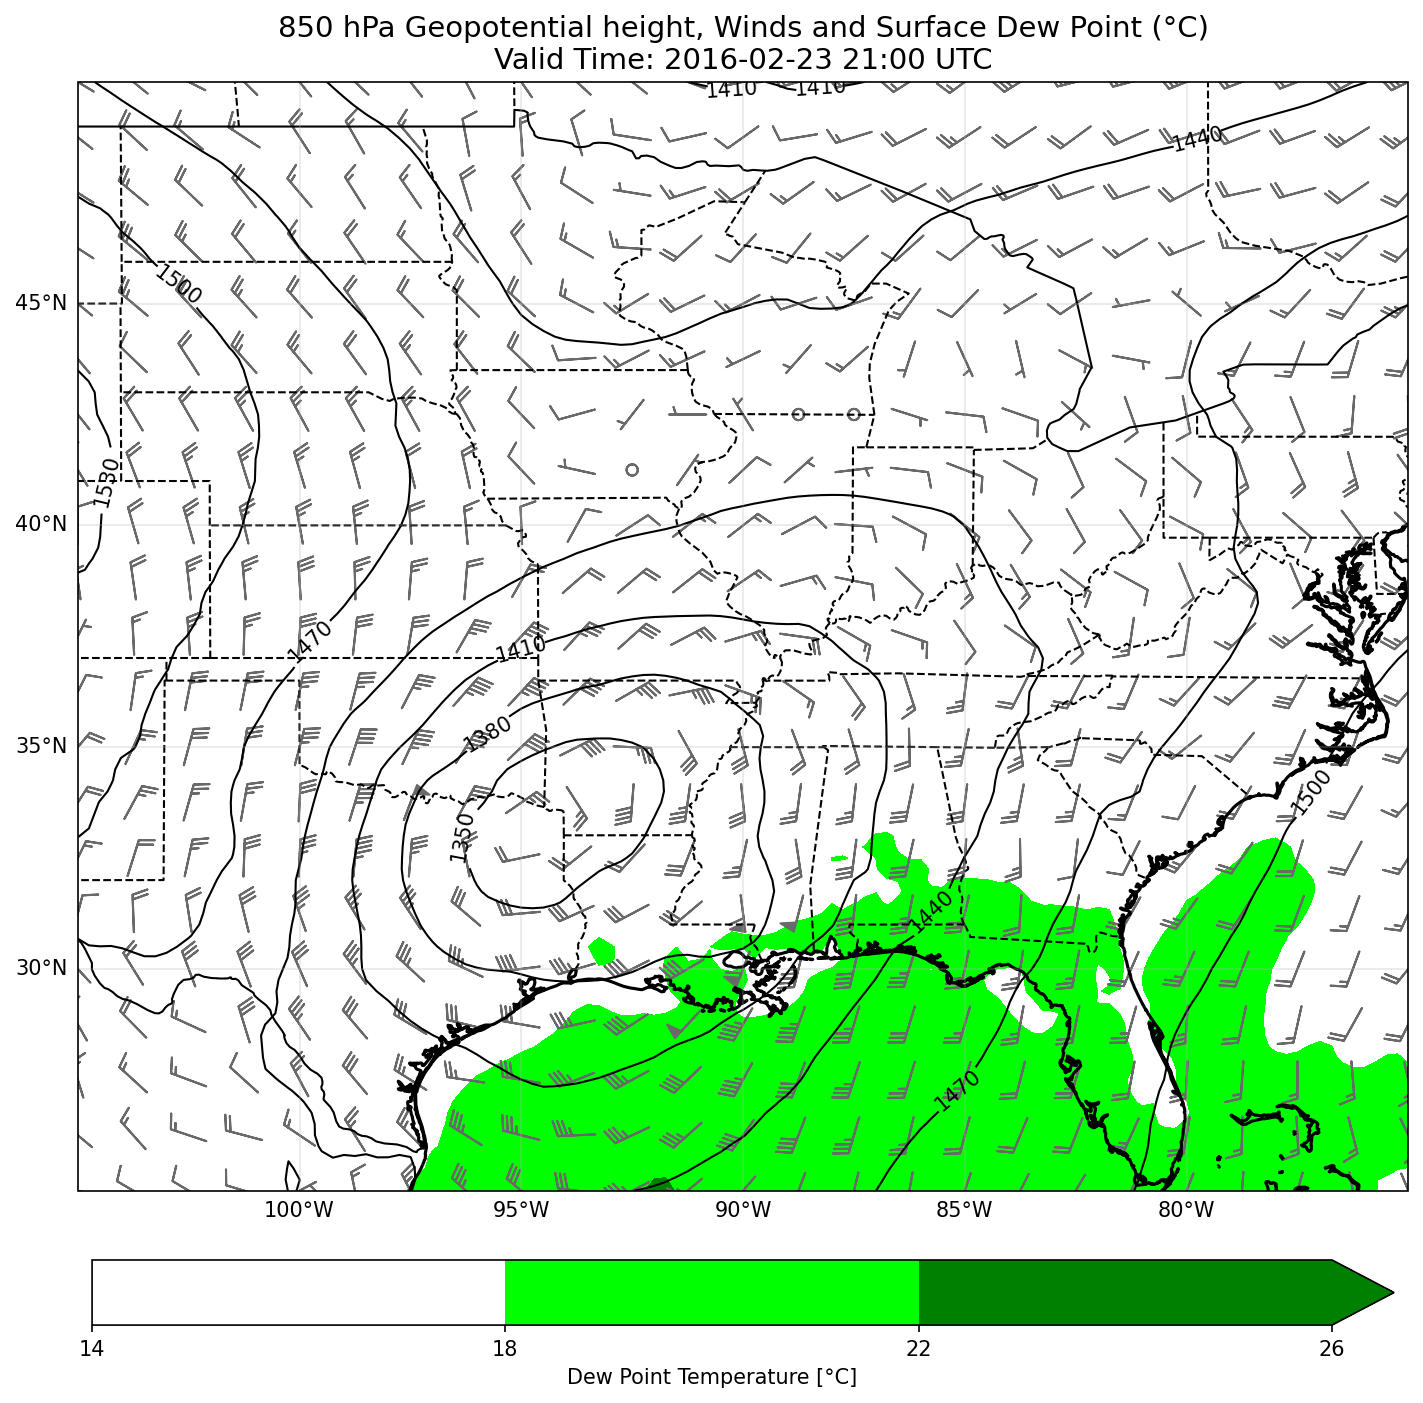 850 hPa Geopotential height, Winds and Surface Dew Point (°C)
Valid Time: 2016-02-23 21:00 UTC
1410
1410
1440
1500
45°N
1530
40°N
1470
1410
1380
35°N
1350
1500
1440
30°N
1470
100°W
95°W
90°W
85°W
80°W
14
18
22
26
Dew Point Temperature [°C]